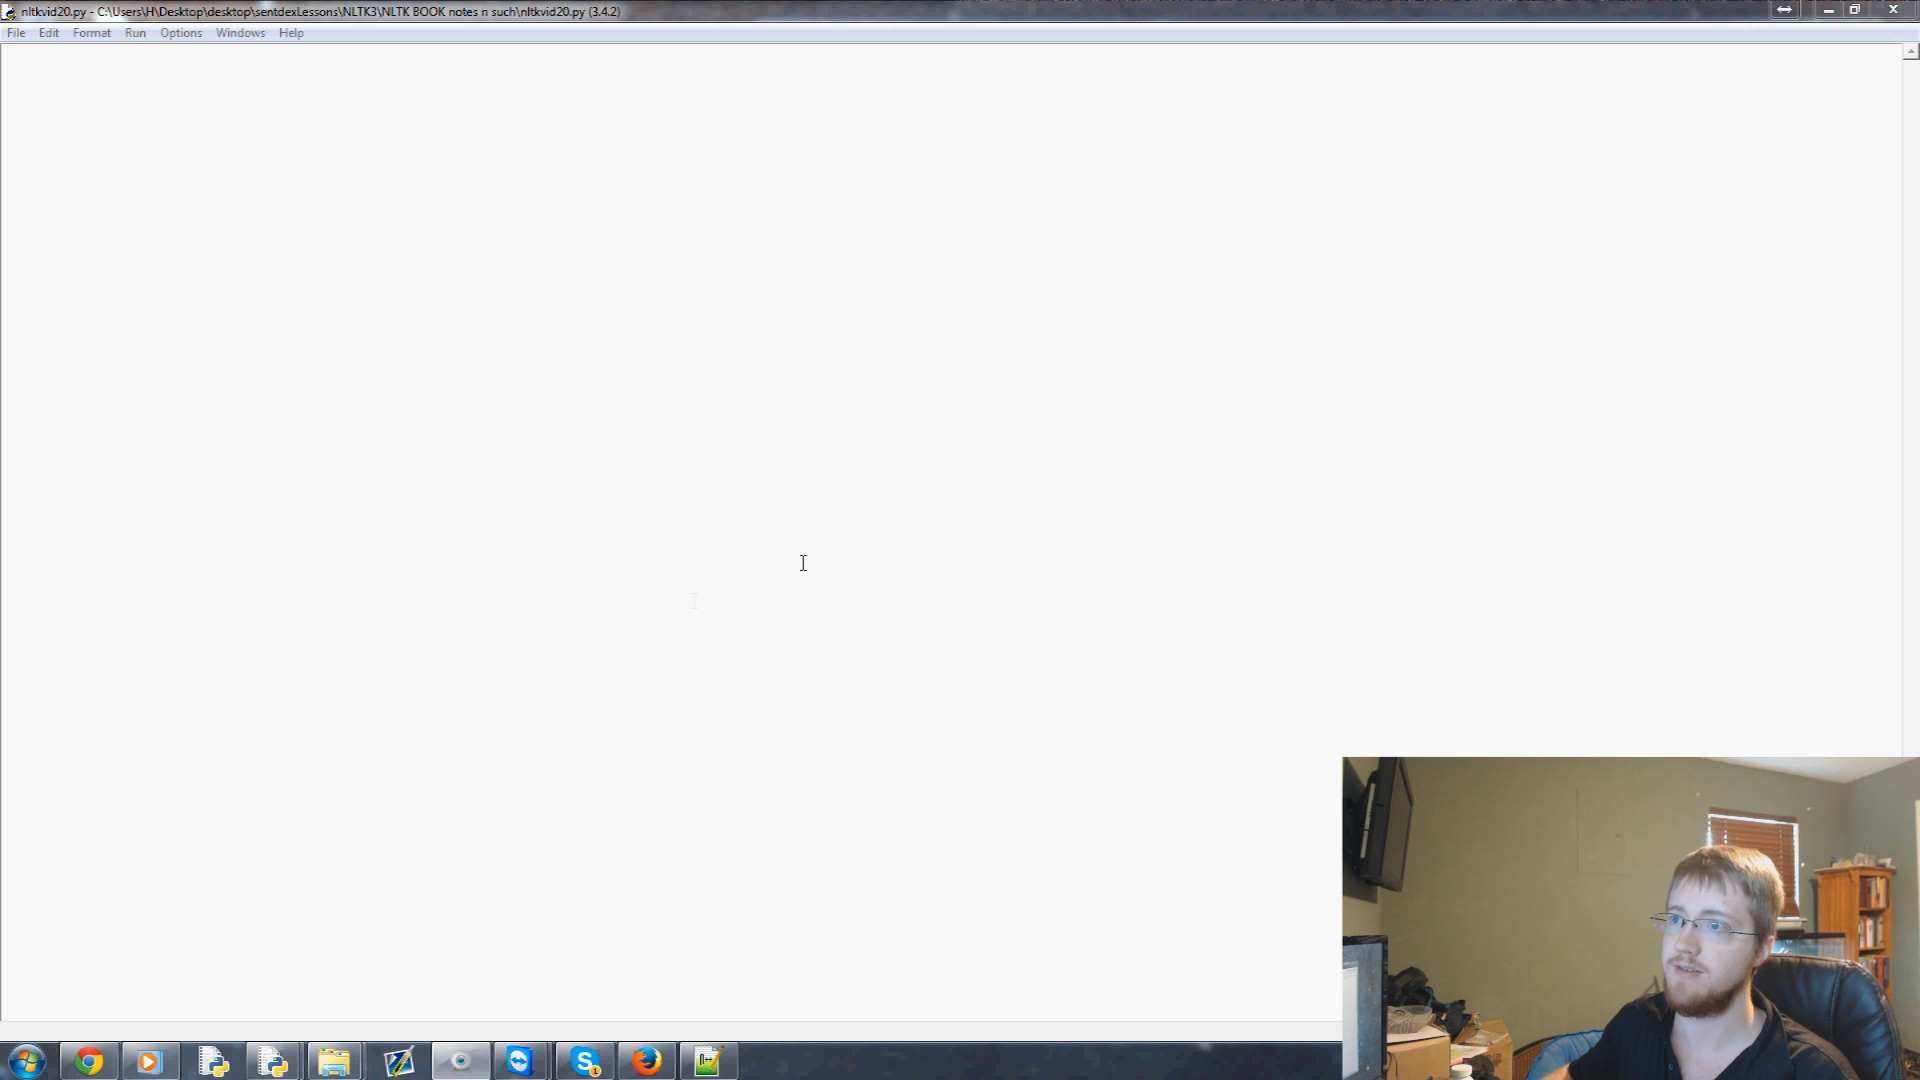 nltkvid20.py - C:\Users\H\Desktop\desktop\sentdexLessons\NLTK3\NLTK BOOK notes n such\nltkvid20.py (3.4.2)
File Edit Format Run Options Windows Help